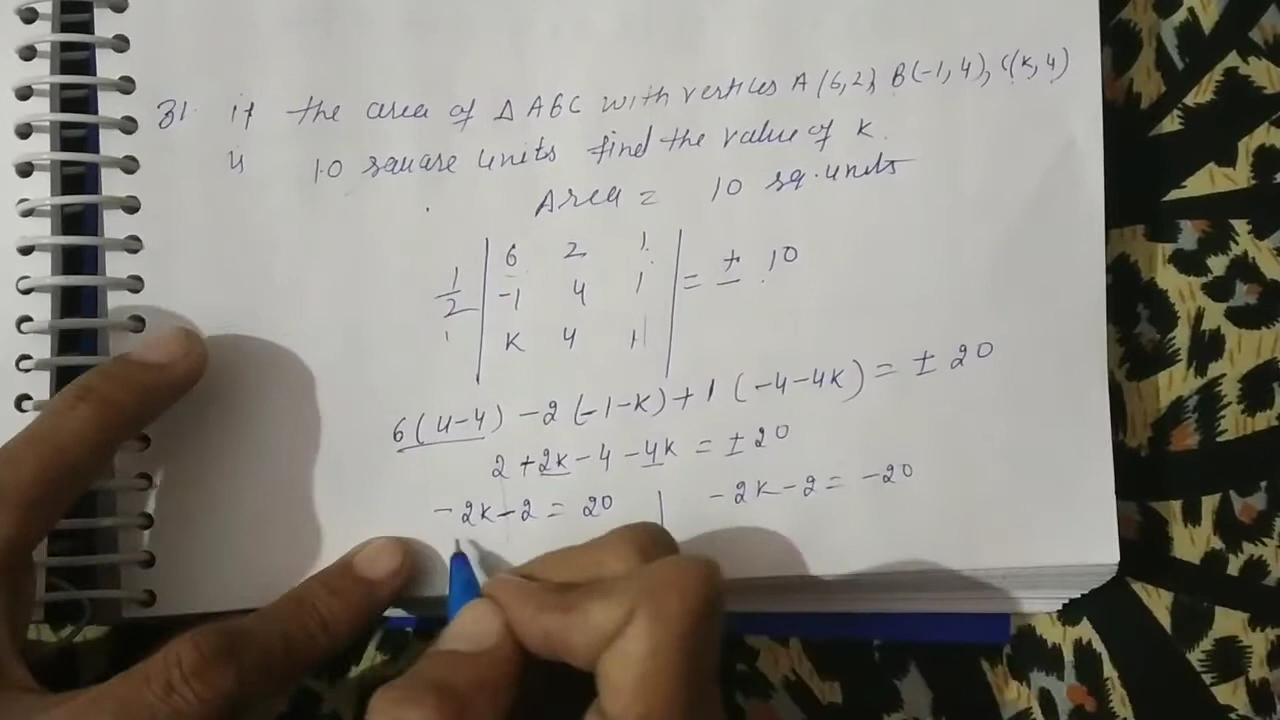 31. if the area of Δ ABC with vertices A(6,2) B(-1,4), C(k,4)
is 10 square units find the value of k.
Area = 10 sq.units
1/2 | 6 2 1 |
| -1 4 1 | = ± 10
| k 4 1 |
6(4-4) -2(-1-k)+1(-4-4k) = ± 20
2+2k-4-4k = ±20
-2k-2 = 20 | -2k-2 = -20